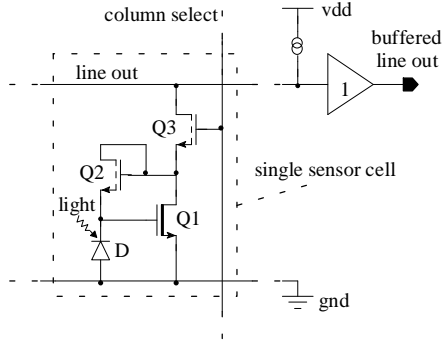 column select
vdd
buffered
line out
line out
1
Q3
Q2
single sensor cell
light
Q1
D
gnd